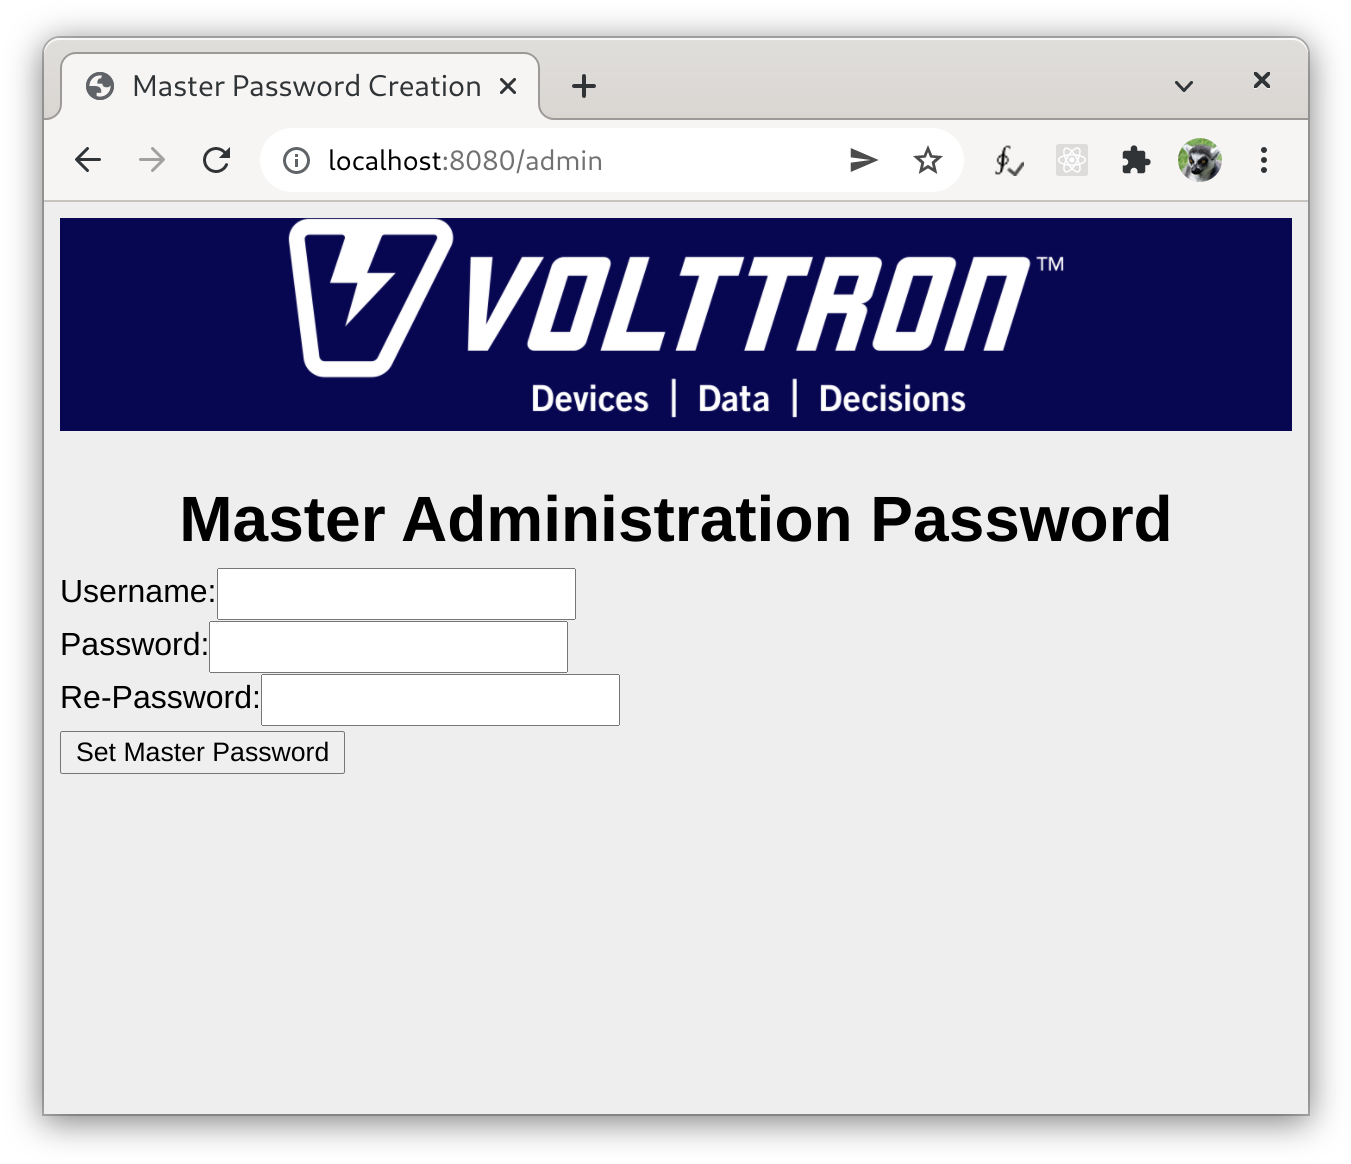 Master Password Creation
localhost:8080/admin
VOLTTRON™
Devices | Data | Decisions
Master Administration Password
Username:
Password:
Re-Password:
Set Master Password